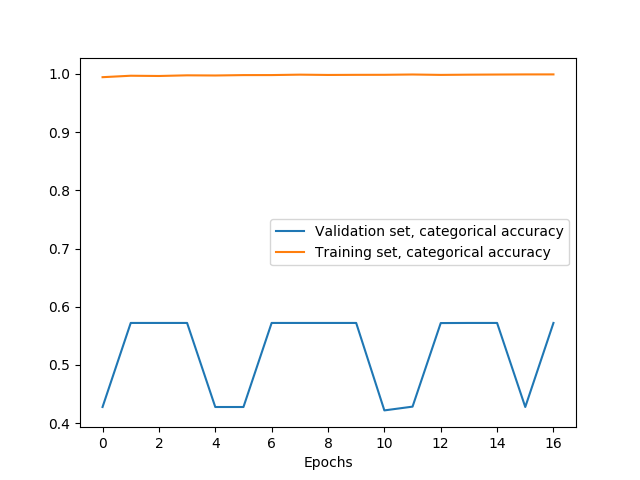 1.0
0.9
0.8
0.7
0.6
0.5
0.4
Validation set, categorical accuracy
Training set, categorical accuracy
0 2 4 6 8 10 12 14 16
Epochs